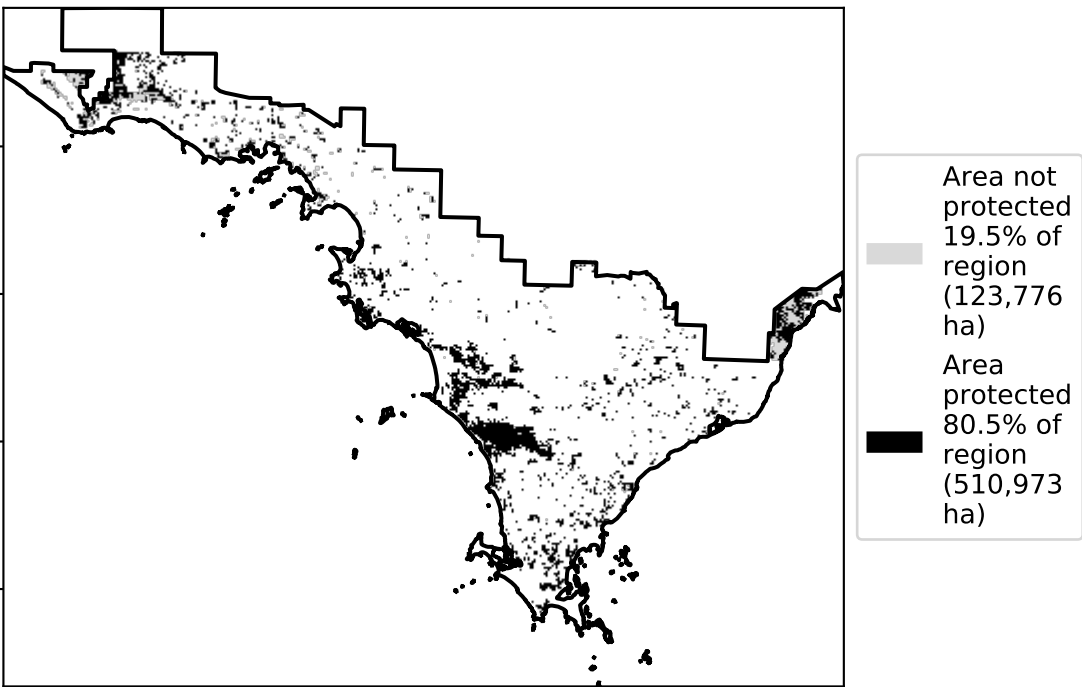 Area not
protected
19.5% of
region
(123,776
ha)
Area
protected
80.5% of
region
(510,973
ha)